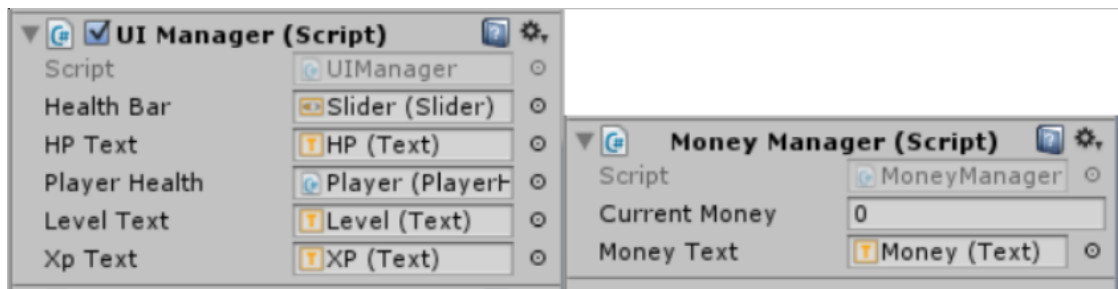 UI Manager (Script)
Script UIManager
Health Bar Slider (Slider)
HP Text HP (Text)
Player Health Player (PlayerH
Level Text Level (Text)
Xp Text XP (Text)
Money Manager (Script)
Script MoneyManager
Current Money 0
Money Text Money (Text)